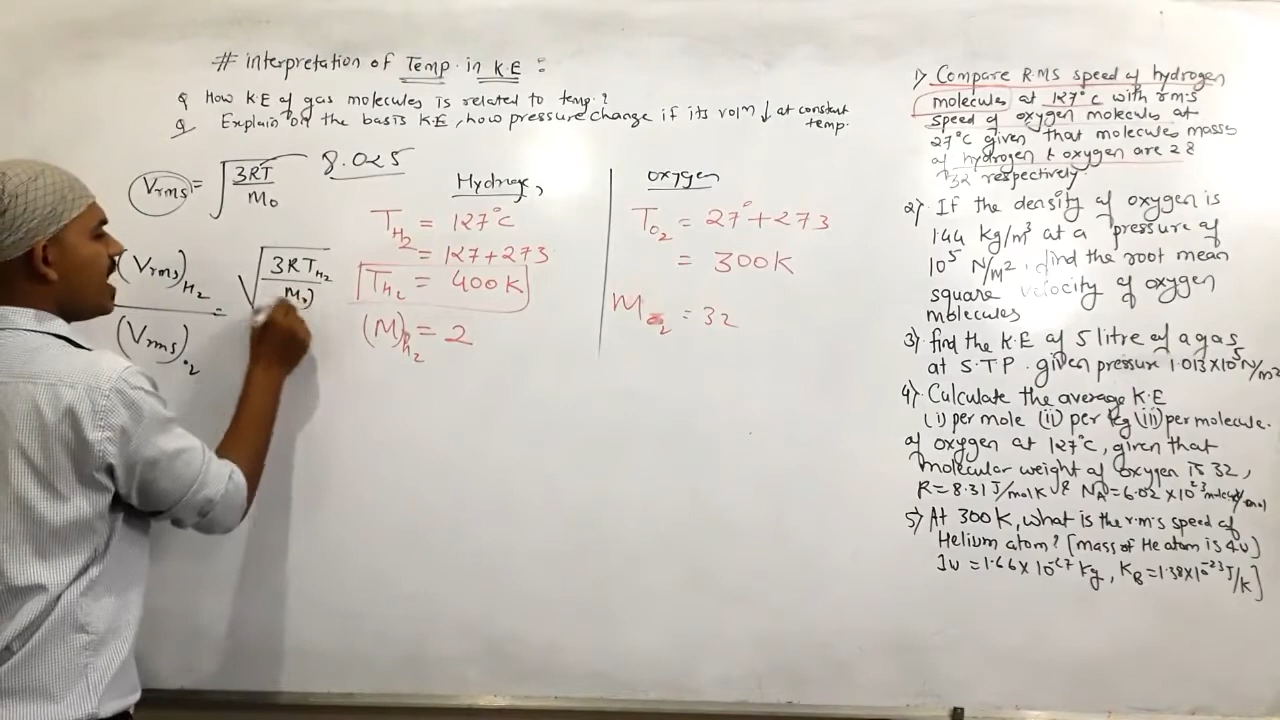 # interpretation of Temp. in K.E :
Q How K.E of gas molecules is related to temp.?
Q Explain on the basis K.E, how pressure change if its volm ↓ at constant
temp.
Vrms = √3RT/M0
8.025
(Vrms)H2 / (Vrms)O2 = √3RTH2/M0)
TH2 = 127°C
= 127+273
TH2 = 400K
(M)H2 = 2
oxygen
TO2 = 27°+273
= 300K
MO2 = 32
1) Compare R.M.S speed of hydrogen
molecules at 127°C with r.m.s
speed of oxygen molecules at
27°C given that molecules masses
of hydrogen & oxygen are 2 &
32 respectively.
2) If the density of oxygen is
1.44 kg/m³ at a pressure of
10⁵ N/m², find the root mean
square velocity of oxygen
molecules
3) find the K.E of 5 litre of a gas
at S.T.P. given pressure 1.013×10⁵ N/m²
4) Calculate the average K.E
(i) per mole (ii) per kg (iii) per molecule.
of oxygen at 127°C, given that
molecular weight of oxygen is 32,
R=8.31 J/molK & NA=6.02×10²³
5) At 300K, what is the r.m.s speed of
Helium atom? [mass of He atom is 4u]
1u=1.66×10⁻²⁷ Kg, KB=1.38×10⁻²³J/K]